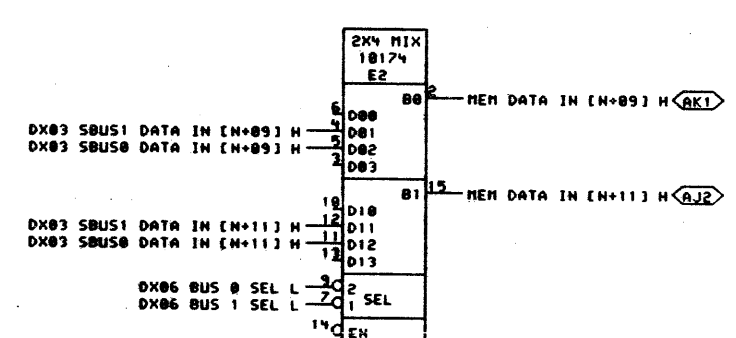 2X4 MIX
10174
E2
B0 2 MEM DATA IN [N+09] H AK1
6 D00
DX03 SBUS1 DATA IN [N+09] H 4 D01
DX03 SBUS0 DATA IN [N+09] H 5 D02
3 D03
B1 15 MEM DATA IN [N+11] H AJ2
10 D10
DX03 SBUS1 DATA IN [N+11] H 12 D11
DX03 SBUS0 DATA IN [N+11] H 11 D12
13 D13
DX06 BUS 0 SEL L 9 2
DX06 BUS 1 SEL L 7 1 SEL
14 EN